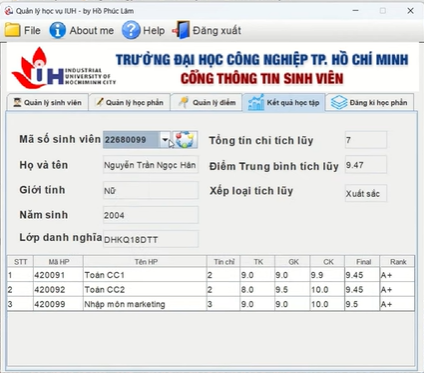 Quản lý học vụ IUH - by Hồ Phúc Lâm
File About me Help Đăng xuất
IUH INDUSTRIAL UNIVERSITY OF HOCHIMINH CITY
TRƯỜNG ĐẠI HỌC CÔNG NGHIỆP TP. HỒ CHÍ MINH
CỔNG THÔNG TIN SINH VIÊN
Quản lý sinh viên Quản lý học phần Quản lý điểm Kết quả học tập Đăng kí học phần
Mã số sinh viên 22680099 Tổng tín chỉ tích lũy 7
Họ và tên Nguyễn Trần Ngọc Hân Điểm Trung bình tích lũy 9.47
Giới tính Nữ Xếp loại tích lũy Xuất sắc
Năm sinh 2004
Lớp danh nghĩa DHKQ18DTT
STT Mã HP Tên HP Tín chỉ TK GK CK Final Rank
1 420091 Toán CC1 2 9.0 9.0 9.9 9.45 A+
2 420092 Toán CC2 2 8.0 9.5 10.0 9.45 A+
3 420099 Nhập môn marketing 3 9.0 9.0 10.0 9.5 A+